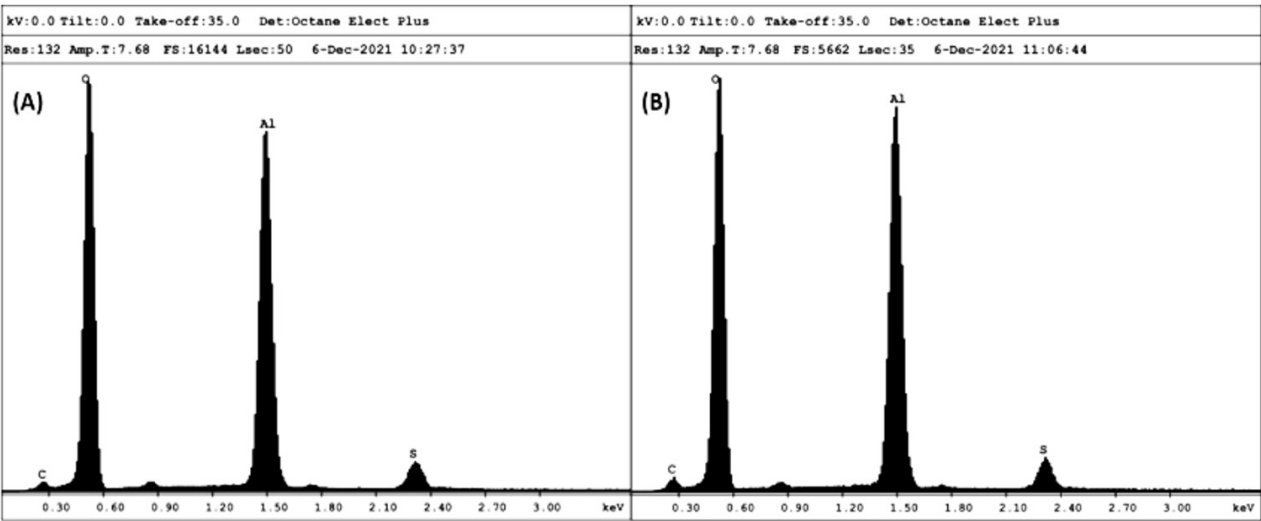 kV:0.0 Tilt:0.0 Take-off:35.0 Det:Octane Elect Plus
Res:132 Amp.T:7.68 FS:16144 Lsec:50 6-Dec-2021 10:27:37
(A)
O
Al
C
S
0.30 0.60 0.90 1.20 1.50 1.80 2.10 2.40 2.70 3.00 keV
kV:0.0 Tilt:0.0 Take-off:35.0 Det:Octane Elect Plus
Res:132 Amp.T:7.68 FS:5662 Lsec:35 6-Dec-2021 11:06:44
(B)
O
Al
C
S
0.30 0.60 0.90 1.20 1.50 1.80 2.10 2.40 2.70 3.00 keV